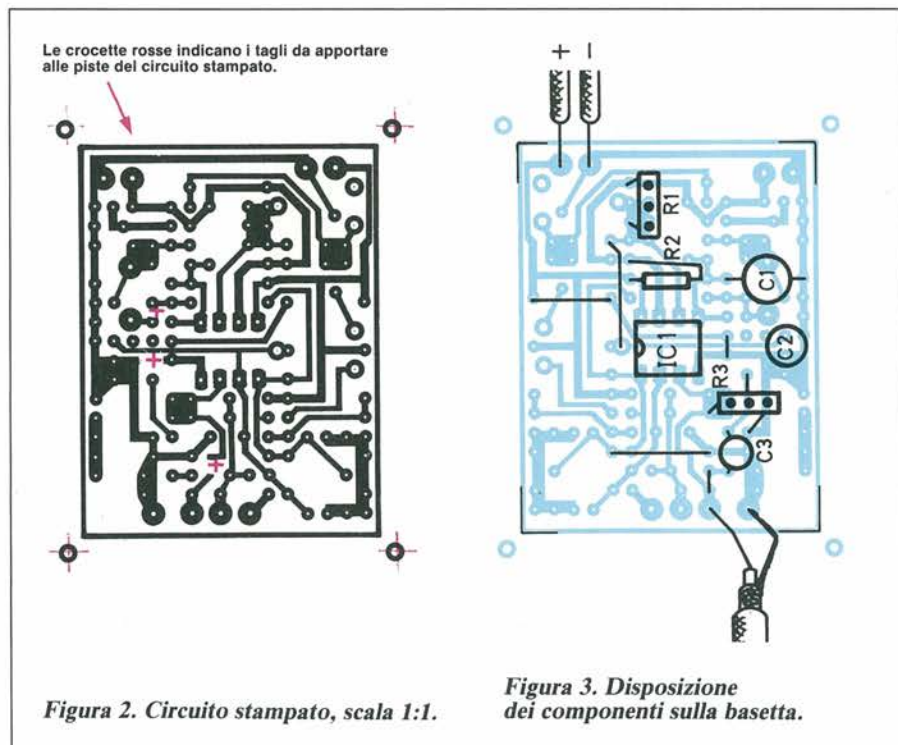 Le crocette rosse indicano i tagli da apportare
alle piste del circuito stampato.
+ -
R1
R2
C1
IC1
C2
R3
C3
Figura 2. Circuito stampato, scala 1:1.
Figura 3. Disposizione
dei componenti sulla basetta.